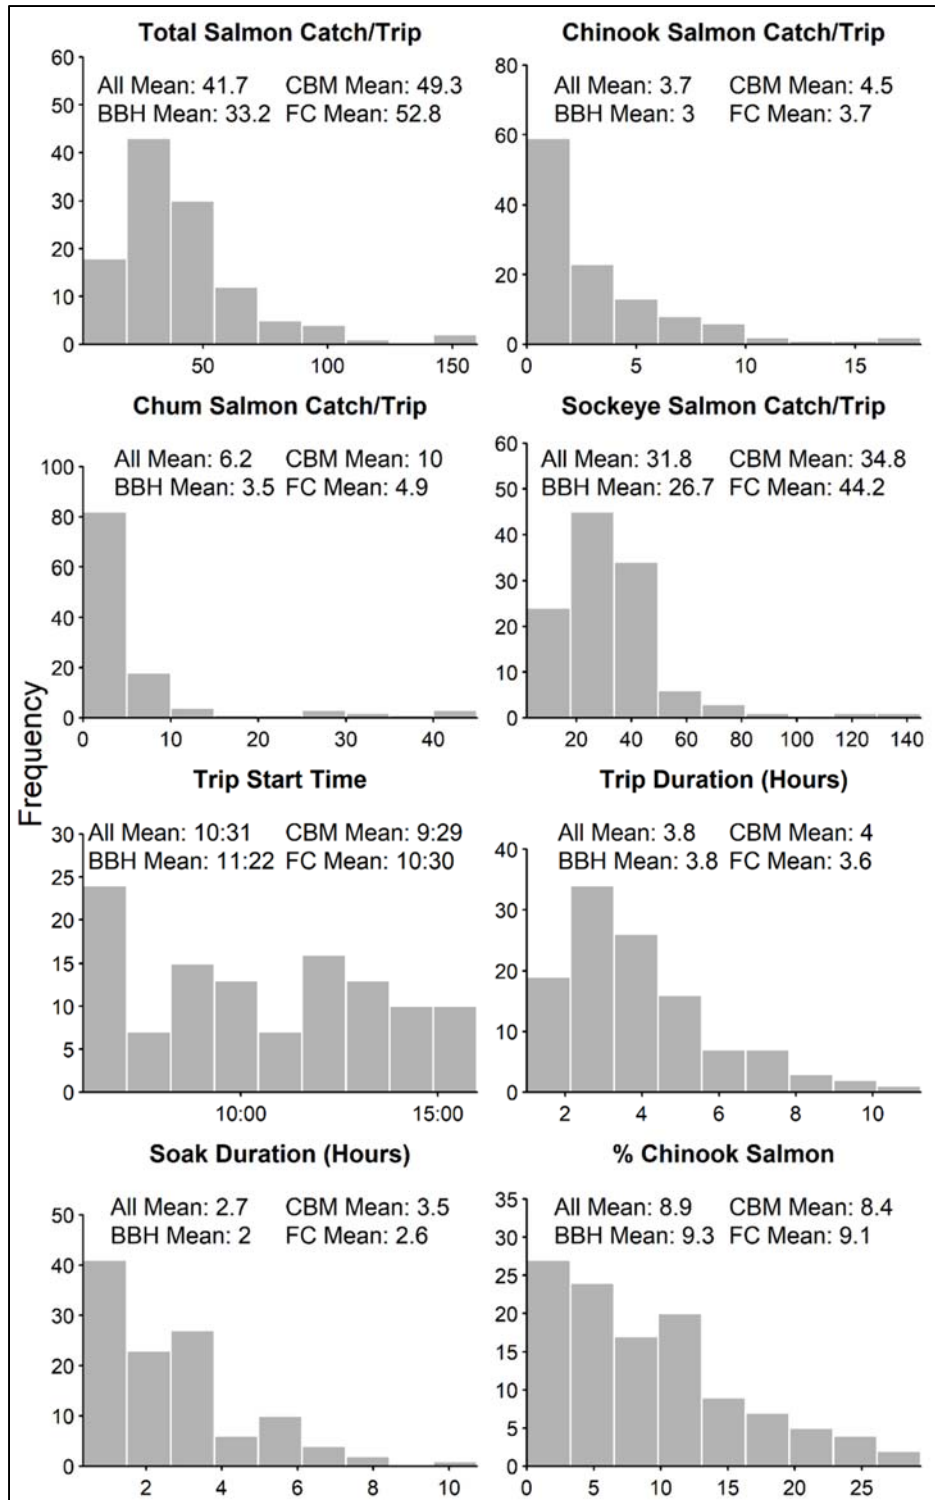 Total Salmon Catch/Trip
All Mean: 41.7 CBM Mean: 49.3
BBH Mean: 33.2 FC Mean: 52.8
60
50
40
30
20
10
0
50 100 150
Chinook Salmon Catch/Trip
All Mean: 3.7 CBM Mean: 4.5
BBH Mean: 3 FC Mean: 3.7
80
60
40
20
0
0 5 10 15
Chum Salmon Catch/Trip
All Mean: 6.2 CBM Mean: 10
BBH Mean: 3.5 FC Mean: 4.9
100
80
60
40
20
0
0 10 20 30 40
Sockeye Salmon Catch/Trip
All Mean: 31.8 CBM Mean: 34.8
BBH Mean: 26.7 FC Mean: 44.2
60
50
40
30
20
10
0
20 40 60 80 100 120 140
Frequency
Trip Start Time
All Mean: 10:31 CBM Mean: 9:29
BBH Mean: 11:22 FC Mean: 10:30
30
25
20
15
10
5
0
10:00 15:00
Trip Duration (Hours)
All Mean: 3.8 CBM Mean: 4
BBH Mean: 3.8 FC Mean: 3.6
40
30
20
10
0
2 4 6 8 10
Soak Duration (Hours)
All Mean: 2.7 CBM Mean: 3.5
BBH Mean: 2 FC Mean: 2.6
50
40
30
20
10
0
2 4 6 8 10
% Chinook Salmon
All Mean: 8.9 CBM Mean: 8.4
BBH Mean: 9.3 FC Mean: 9.1
35
30
25
20
15
10
5
0
0 5 10 15 20 25